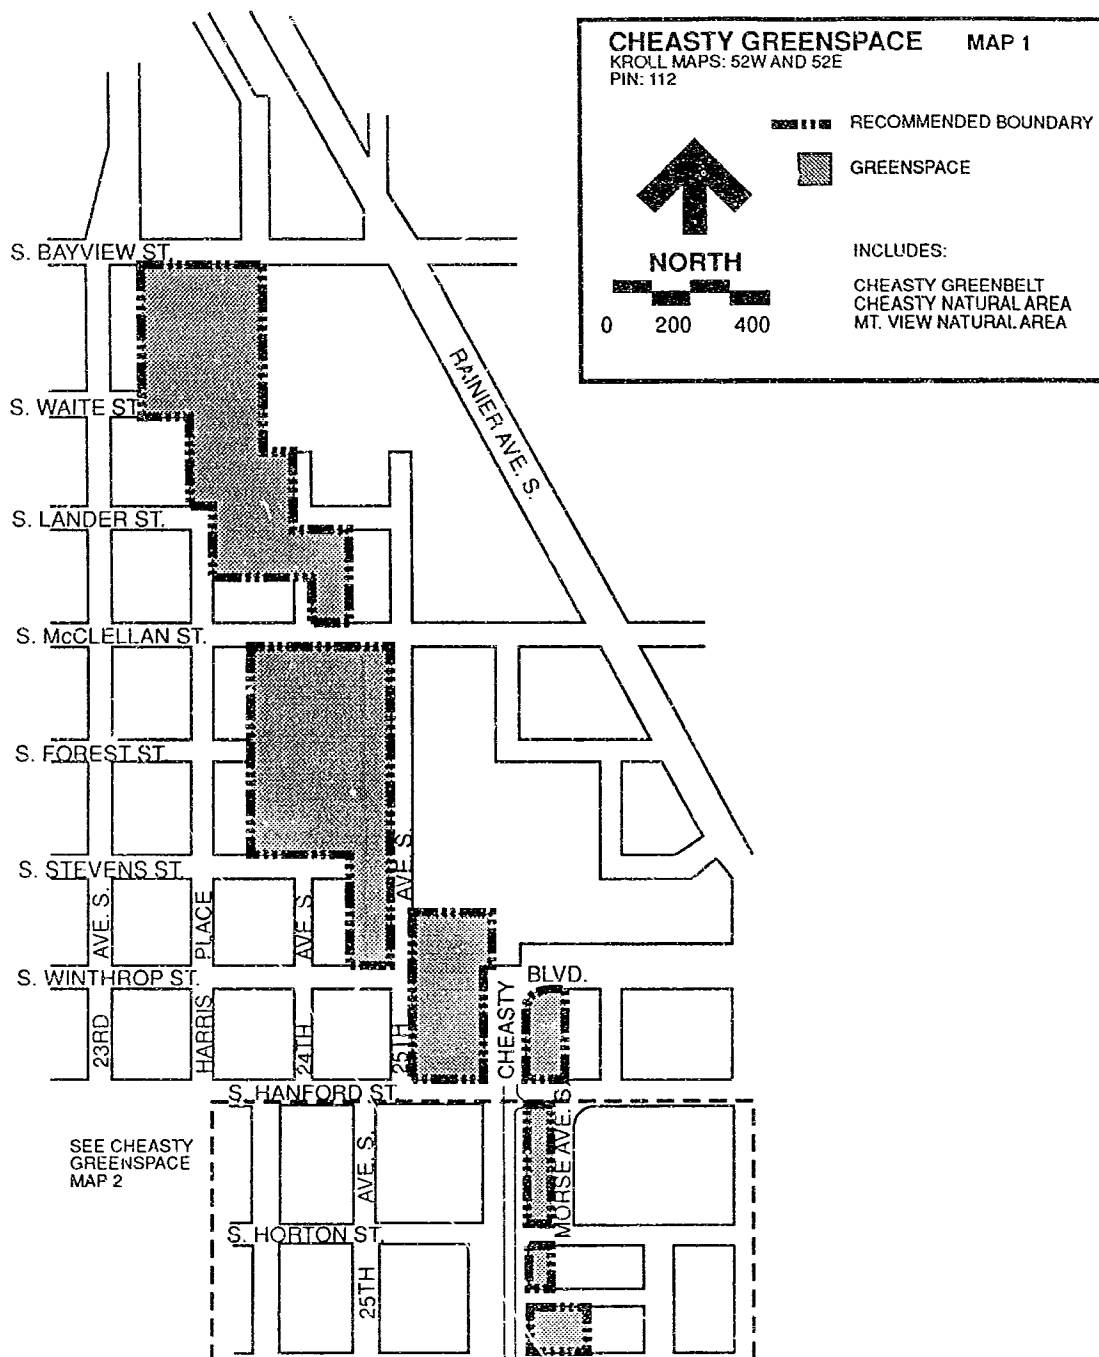 CHEASTY GREENSPACE MAP 1
KROLL MAPS: 52W AND 52E
PIN: 112
RECOMMENDED BOUNDARY
GREENSPACE
NORTH
0 200 400
INCLUDES:
CHEASTY GREENBELT
CHEASTY NATURAL AREA
MT. VIEW NATURAL AREA
S. BAYVIEW ST.
RAINIER AVE. S.
S. WAITE ST.
S. LANDER ST.
S. McCLELLAN ST.
S. FOREST ST.
S. STEVENS ST.
S. WINTHROP ST.
23RD AVE. S.
HARRIS PLACE
24TH AVE. S
25TH AVE. S.
CHEASTY BLVD.
S. HANFORD ST.
SEE CHEASTY
GREENSPACE
MAP 2
MORSE AVE. S.
S. HORTON ST.
25TH AVE. S.